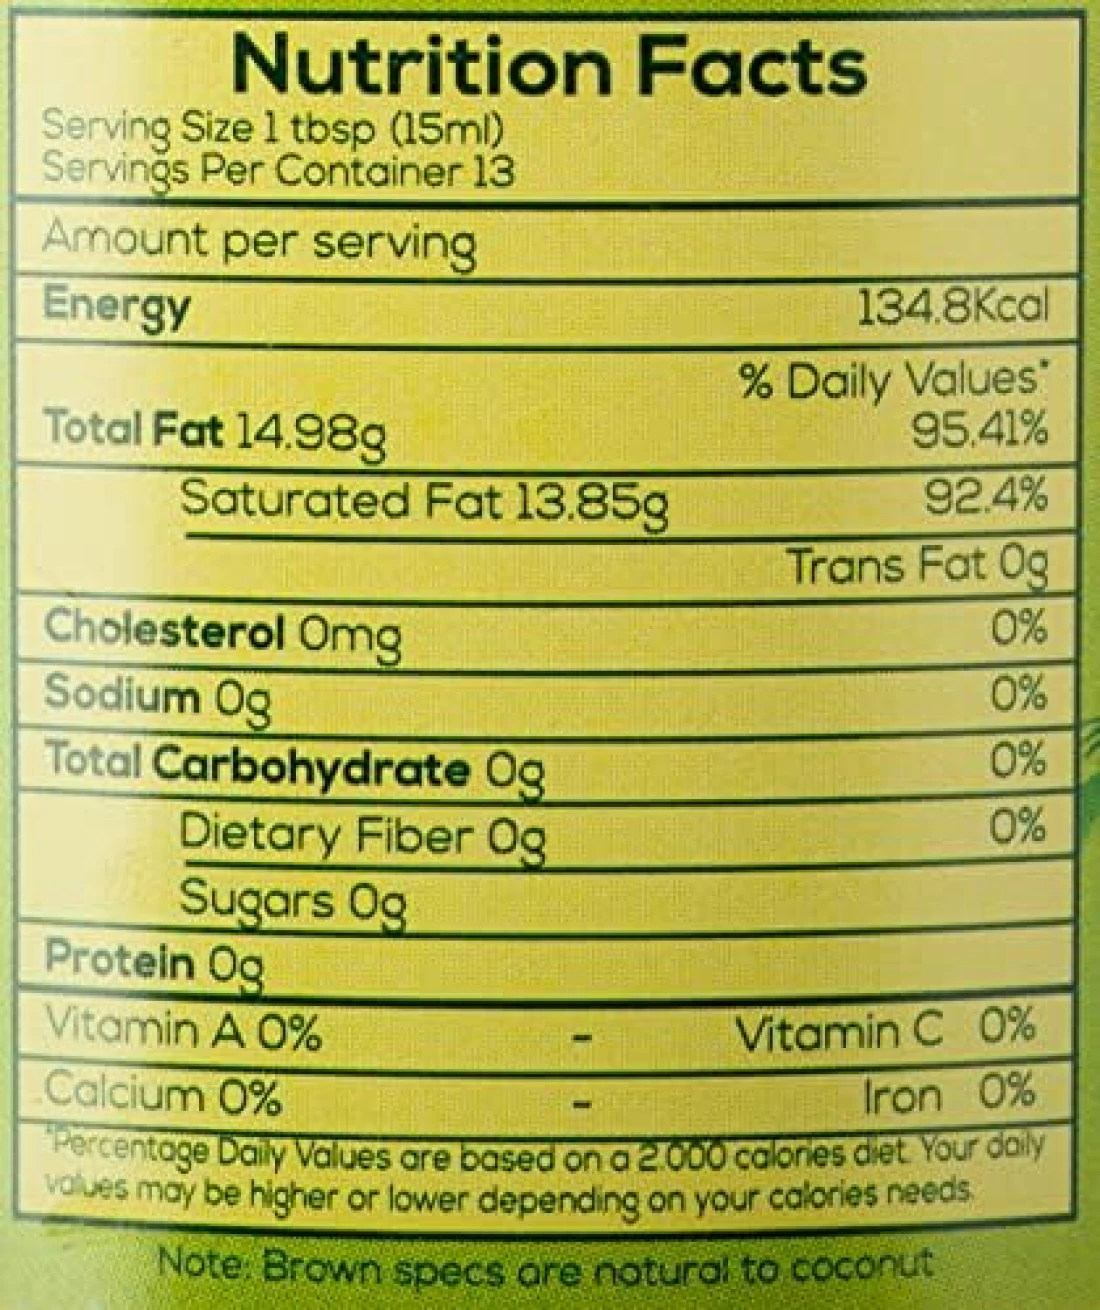 Nutrition Facts
Serving Size 1 tbsp (15ml)
Servings Per Container 13
Amount per serving
Energy 134.8Kcal
% Daily Values*
Total Fat 14.98g 95.41%
Saturated Fat 13.85g 92.4%
Trans Fat 0g
Cholesterol 0mg 0%
Sodium 0g 0%
Total Carbohydrate 0g 0%
Dietary Fiber 0g 0%
Sugars 0g
Protein 0g
Vitamin A 0% - Vitamin C 0%
Calcium 0% - Iron 0%
*Percentage Daily Values are based on a 2.000 calories diet. Your daily
values may be higher or lower depending on your calories needs.
Note: Brown specs are natural to coconut